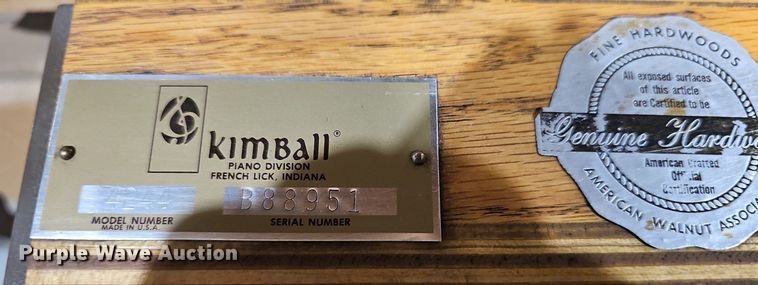 Kimball®
PIANO DIVISION
FRENCH LICK, INDIANA
B88951
MODEL NUMBER
SERIAL NUMBER
MADE IN U.S.A.
FINE HARDWOODS
All exposed surfaces
of this article
are Certified to be
Genuine Hardwo
American Crafted
Official
Certification
AMERICAN WALNUT ASSOCI
Purple Wave Auction